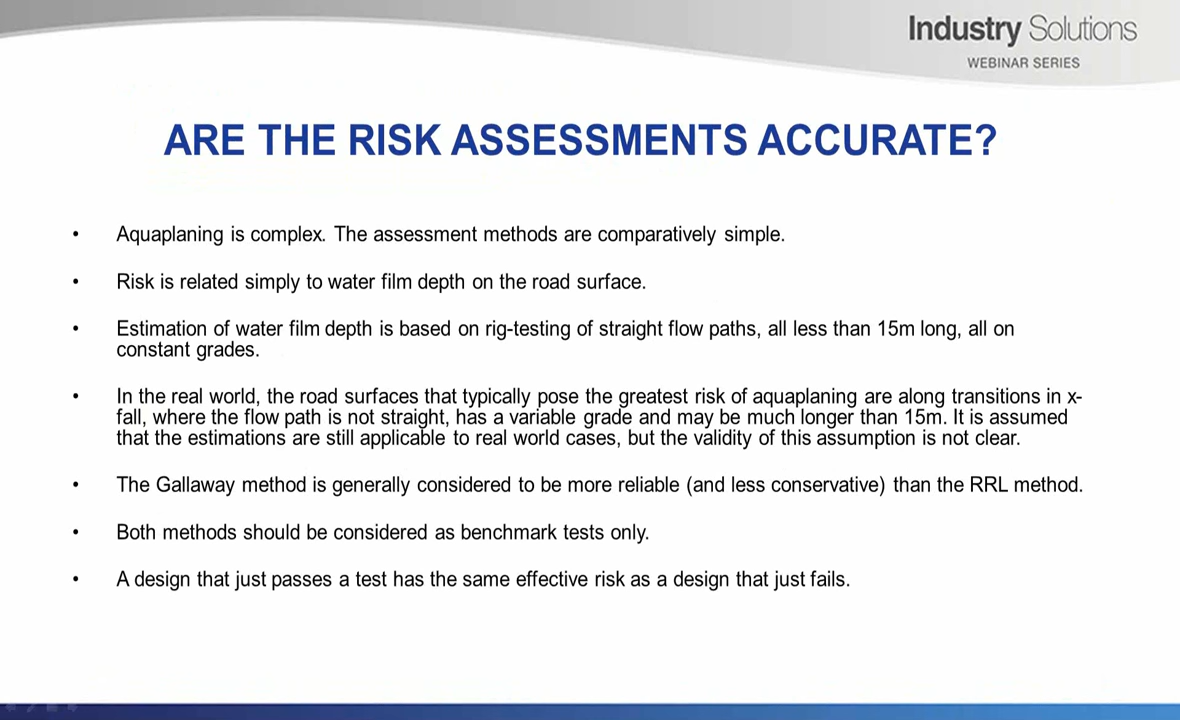 Industry Solutions
WEBINAR SERIES
ARE THE RISK ASSESSMENTS ACCURATE?
• Aquaplaning is complex. The assessment methods are comparatively simple.
• Risk is related simply to water film depth on the road surface.
• Estimation of water film depth is based on rig-testing of straight flow paths, all less than 15m long, all on
constant grades.
• In the real world, the road surfaces that typically pose the greatest risk of aquaplaning are along transitions in x-
fall, where the flow path is not straight, has a variable grade and may be much longer than 15m. It is assumed
that the estimations are still applicable to real world cases, but the validity of this assumption is not clear.
• The Gallaway method is generally considered to be more reliable (and less conservative) than the RRL method.
• Both methods should be considered as benchmark tests only.
• A design that just passes a test has the same effective risk as a design that just fails.